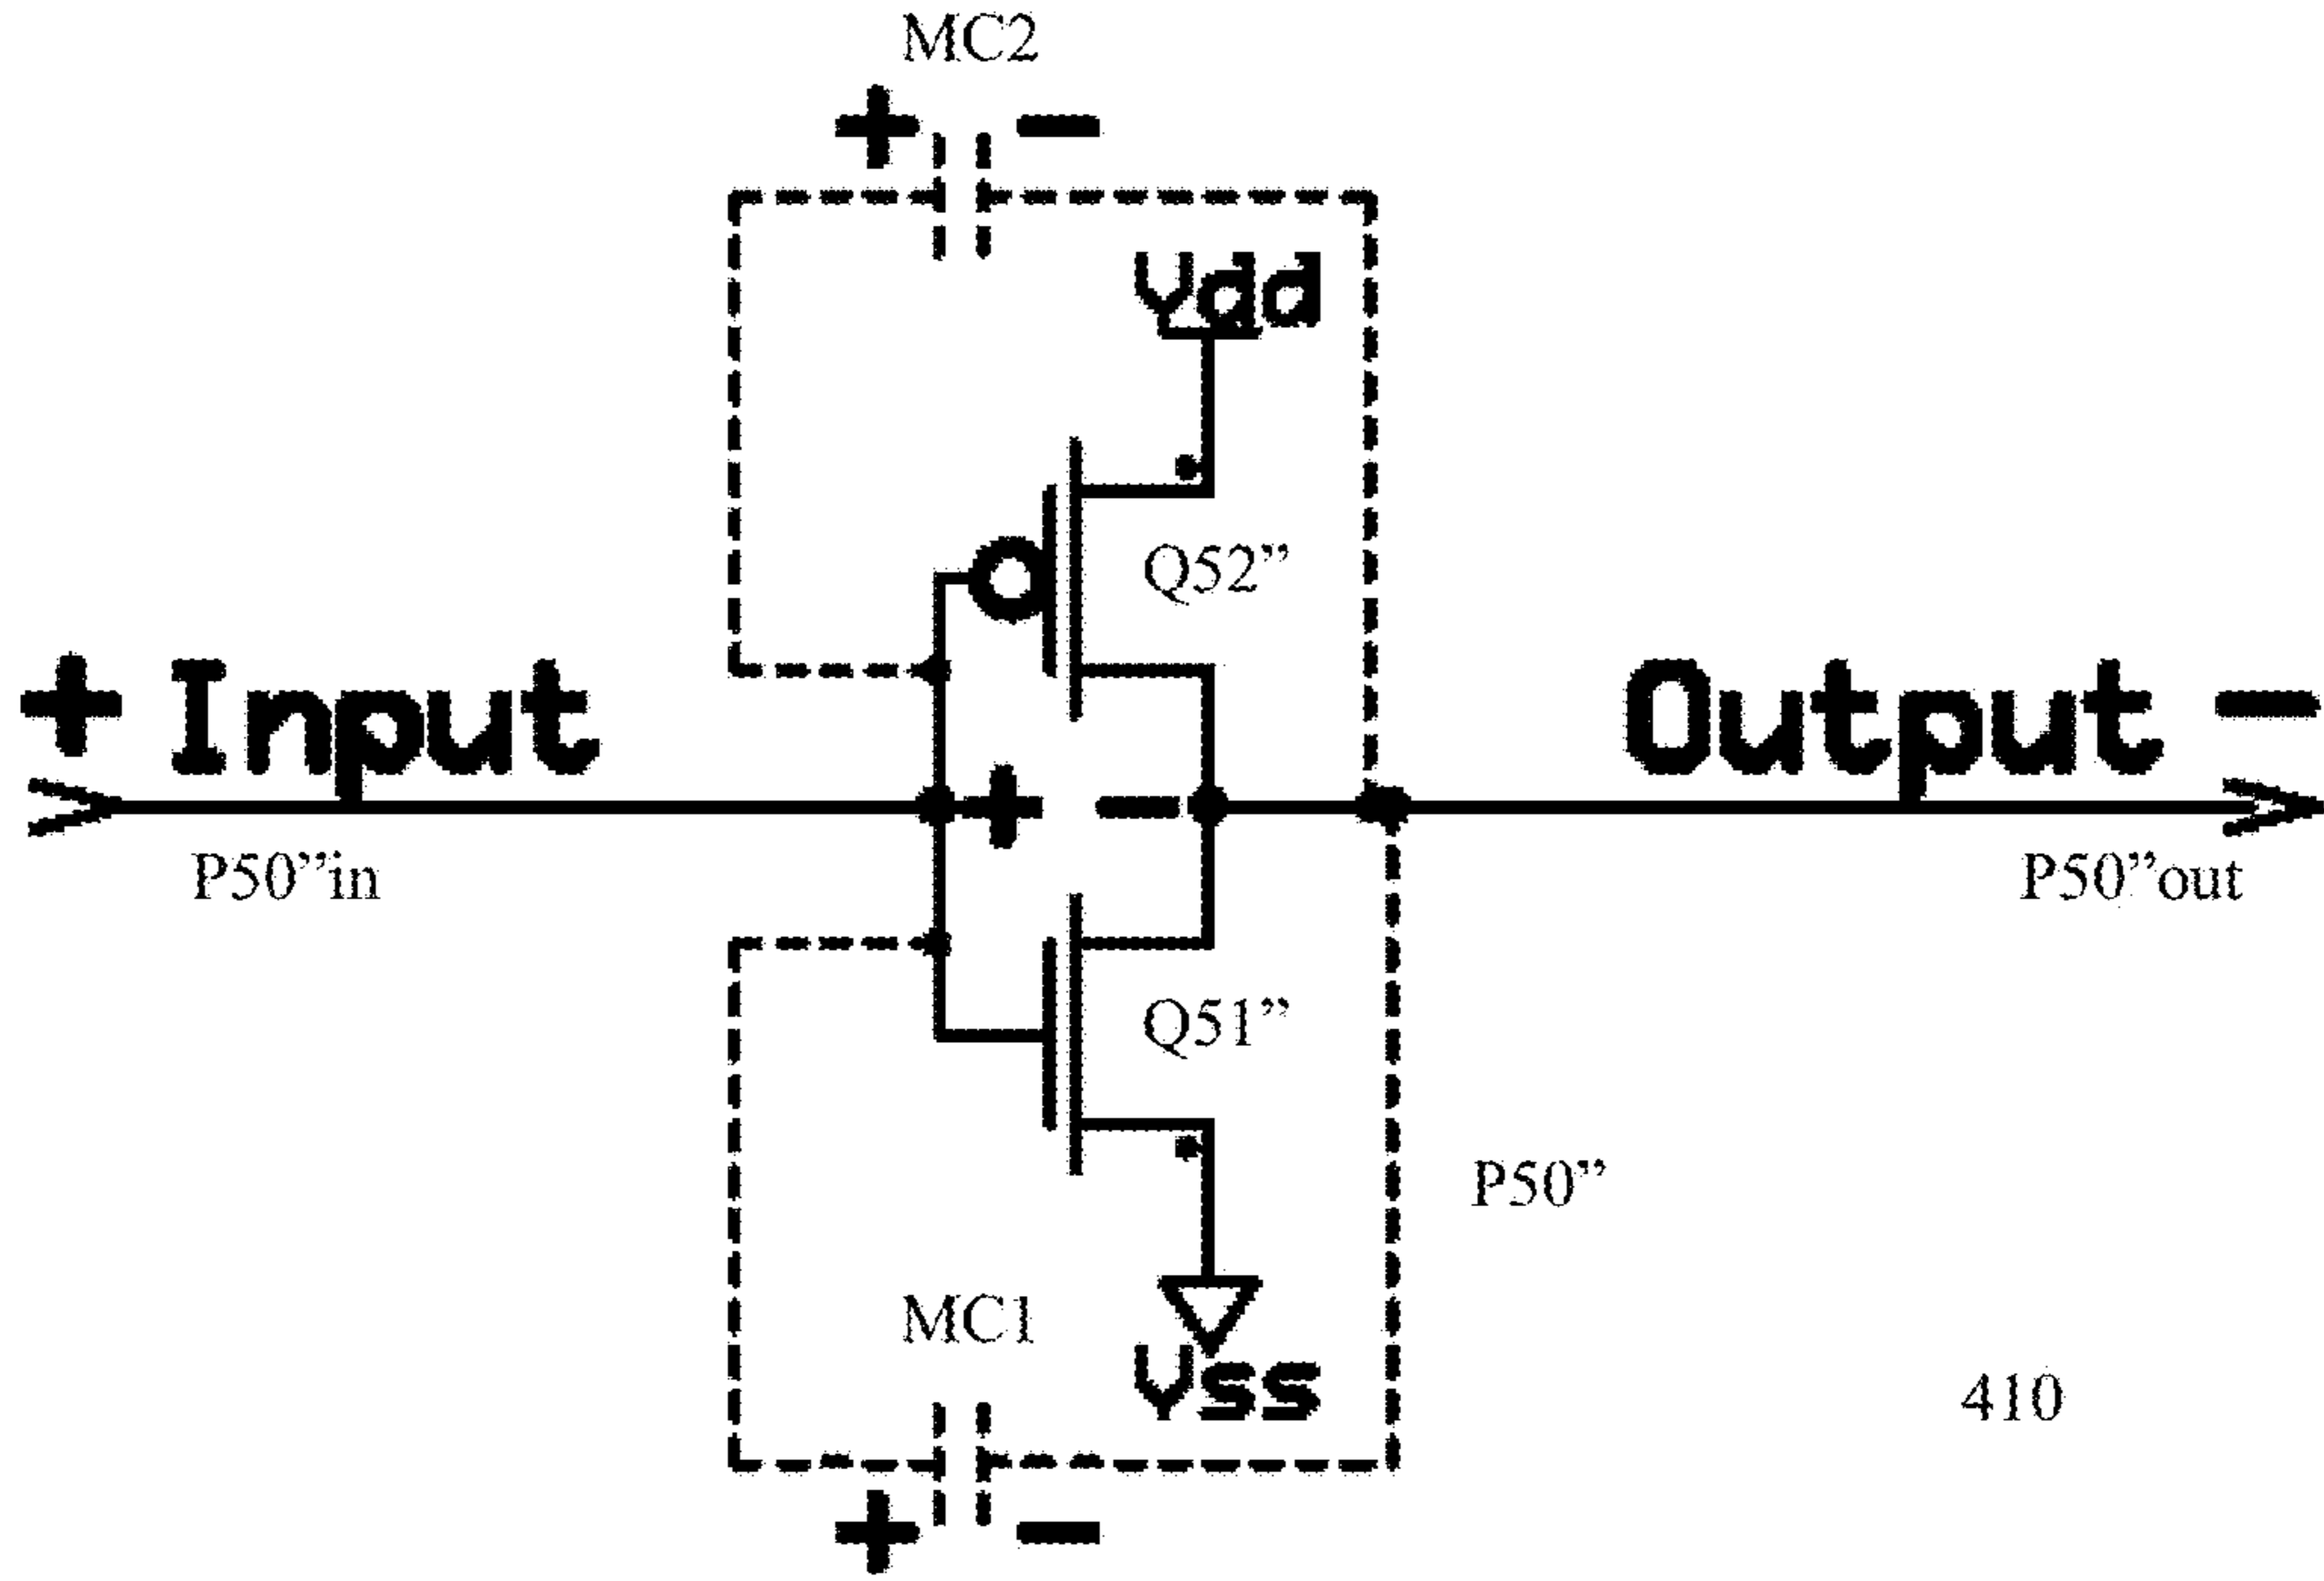 MC2
+ −
Vdd
Q52”
+ Input
Output −
+ −
P50”in
P50”out
Q51”
P50”
MC1
Vss
410
+ −